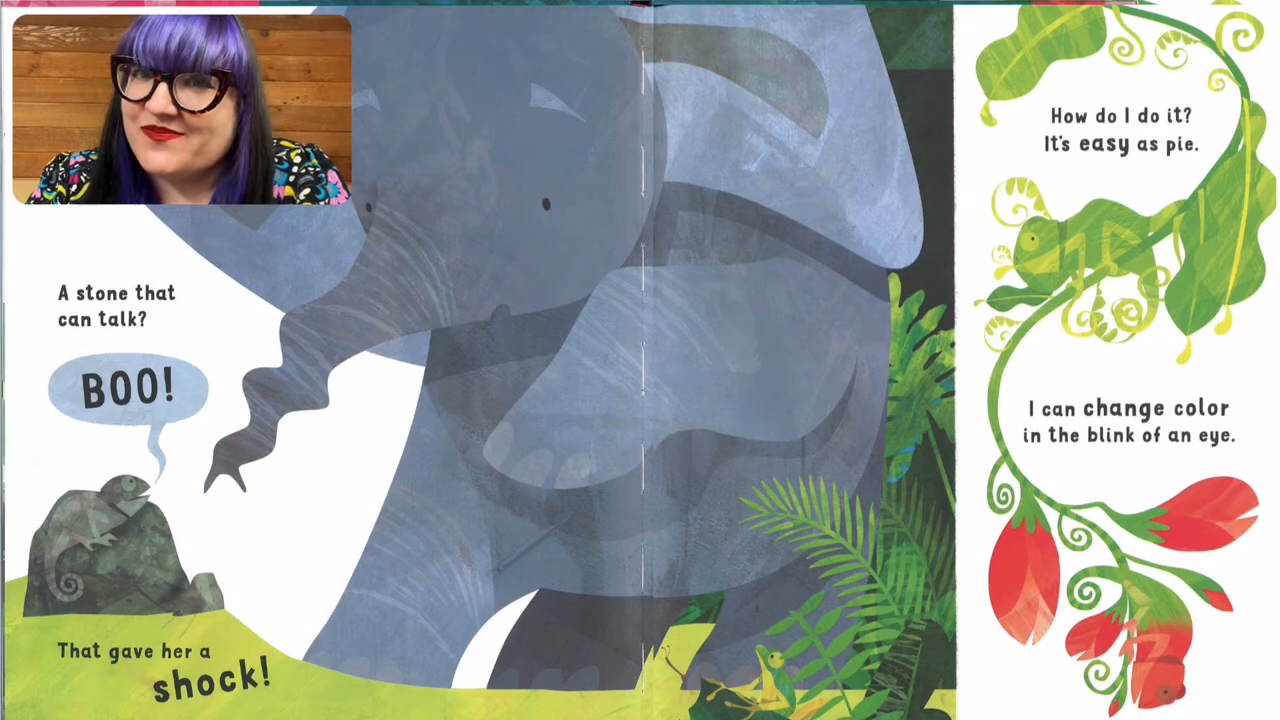 A stone that
can talk?
BOO!
That gave her a
shock!
How do I do it?
It's easy as pie.
I can change color
in the blink of an eye.